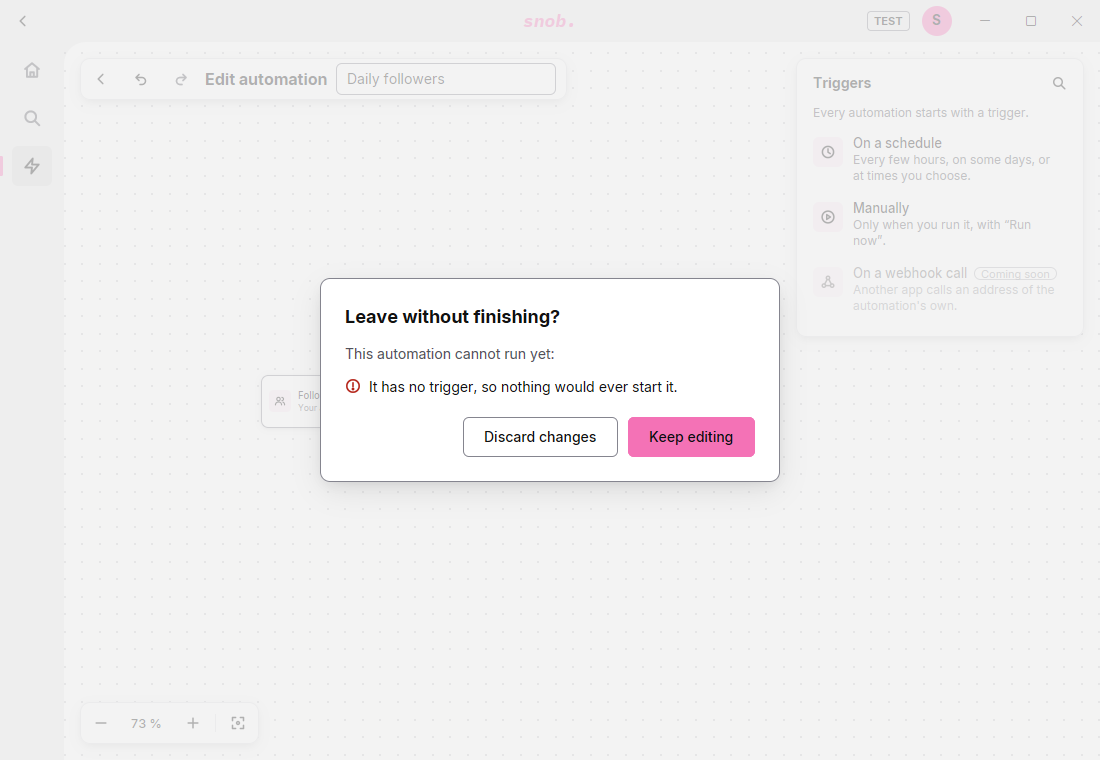 snob.
TEST
S
Edit automation
Daily followers
Triggers
Every automation starts with a trigger.
On a schedule
Every few hours, on some days, or
at times you choose.
Manually
Only when you run it, with “Run
now”.
On a webhook call
Coming soon
Another app calls an address of the
automation's own.
Leave without finishing?
This automation cannot run yet:
It has no trigger, so nothing would ever start it.
Follo
Your
Discard changes
Keep editing
73 %